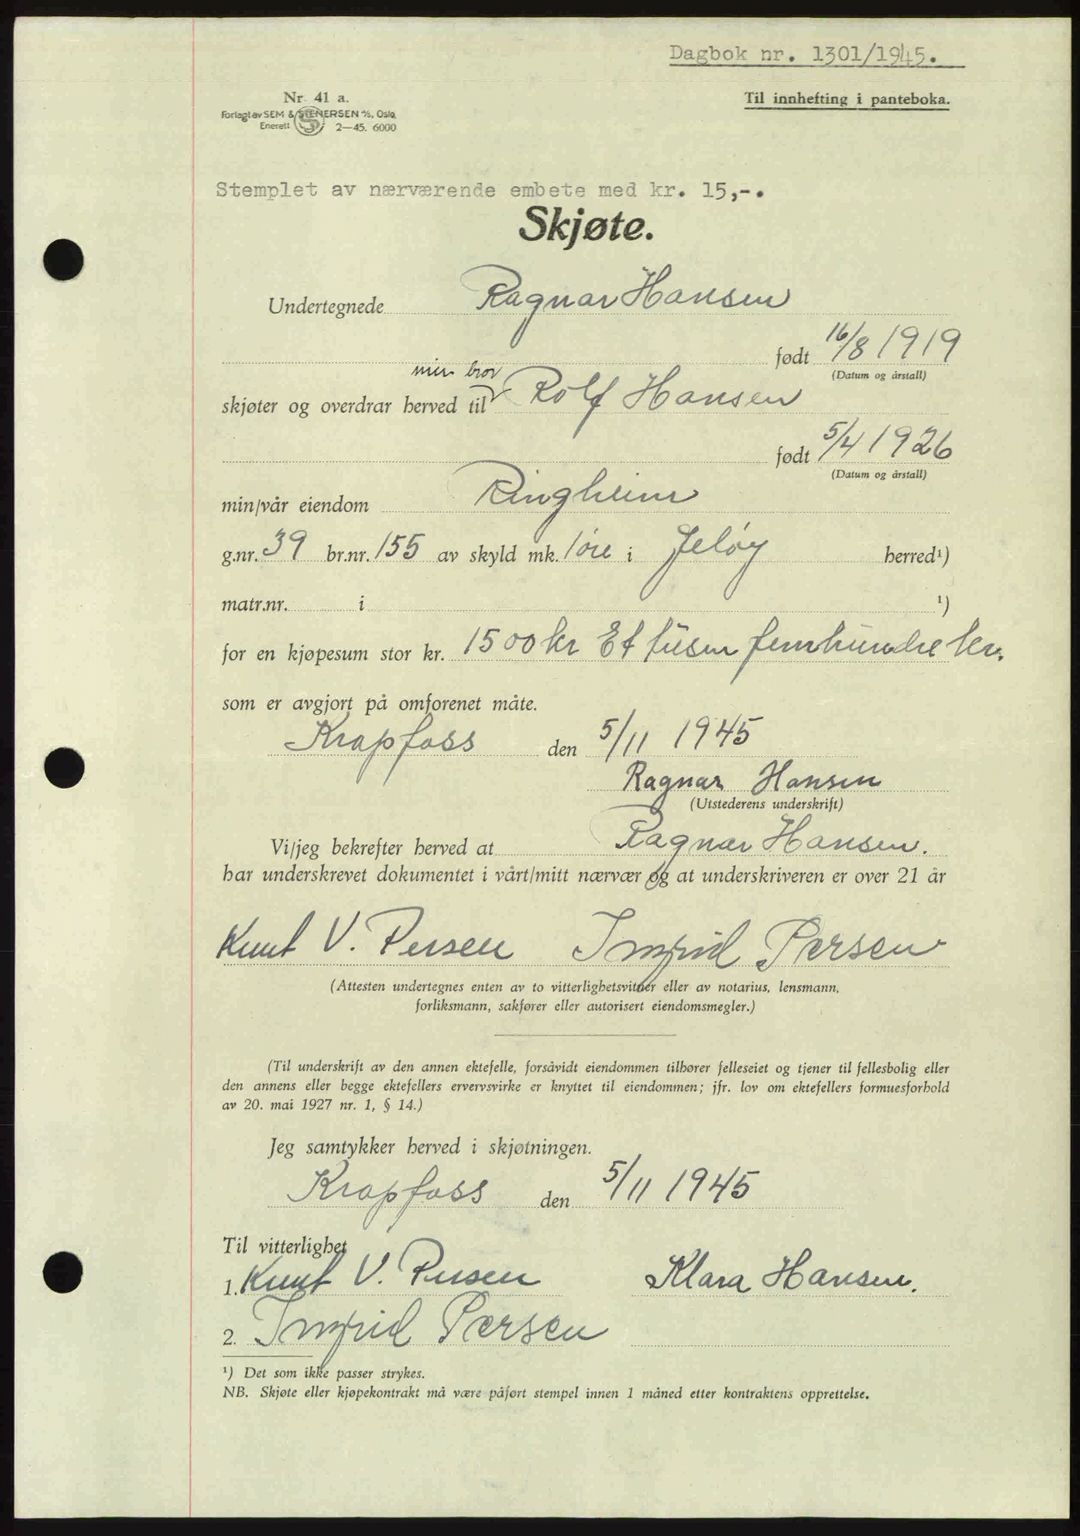 Dagbok nr. 1301/1945.
Nr 41 a.
Til innhefting i panteboka.
Forlagt av SEM & STENERSEN A/S, Oslo
Enerett 2-45. 6000
Stemplet av nærværende embete med kr. 15,-.
Skjøte.
Undertegnede Ragnar Hansen
født 16/8 1919
(Datum og årstall)
min bror
skjøter og overdrar herved til Rolf Hansen
født 5/4 1926
(Datum og årstall)
min/vår eiendom Ringheim
g.nr. 39 br.nr. 155 av skyld mk. 1 øre i Jeløy herred¹)
matr.nr. i ¹)
for en kjøpesum stor kr. 1500 kr Et tusen femhundre kr.
som er avgjort på omforenet måte.
Krapfoss den 5/11 1945
Ragnar Hansen
(Utstederens underskrift)
Vi/jeg bekrefter herved at Ragnar Hansen.
har underskrevet dokumentet i vårt/mitt nærvær og at underskriveren er over 21 år
Knut V. Persen Ingrid Persen
(Attesten undertegnes enten av to vitterlighetsvitner eller av notarius, lensmann,
forliksmann, sakfører eller autorisert eiendomsmegler.)
(Til underskrift av den annen ektefelle, forsåvidt eiendommen tilhører felleseiet og tjener til fellesbolig eller
den annens eller begge ektefellers ervervsvirke er knyttet til eiendommen; jfr. lov om ektefellers formuesforhold
av 20. mai 1927 nr. 1, § 14.)
Jeg samtykker herved i skjøtningen.
Krapfoss den 5/11 1945
Til vitterlighet
1. Knut V. Persen Klara Hansen.
2. Ingrid Persen
¹) Det som ikke passer strykes.
NB. Skjøte eller kjøpekontrakt må være påført stempel innen 1 måned etter kontraktens opprettelse.